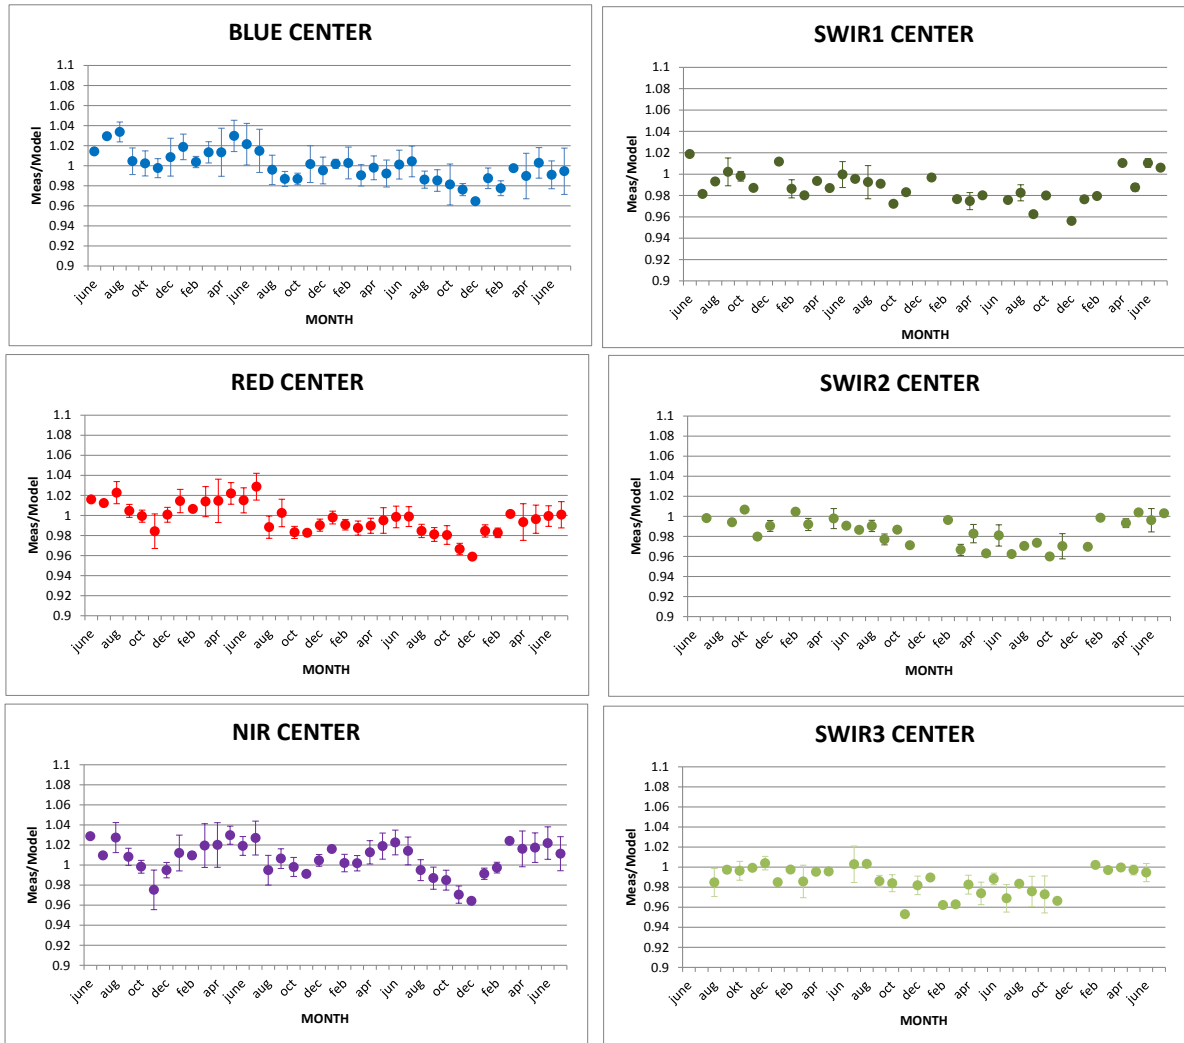 BLUE CENTER
1.1
1.08
1.06
1.04
1.02
1
0.98
0.96
0.94
0.92
0.9
Meas/Model
june aug okt dec feb apr june aug oct dec feb apr jun aug oct dec feb apr june
MONTH
SWIR1 CENTER
1.1
1.08
1.06
1.04
1.02
1
0.98
0.96
0.94
0.92
0.9
Meas/Model
june aug oct dec feb apr june aug oct dec feb apr jun aug oct dec feb apr june
MONTH
RED CENTER
1.1
1.08
1.06
1.04
1.02
1
0.98
0.96
0.94
0.92
0.9
Meas/Model
june aug oct dec feb apr june aug oct dec feb apr jun aug oct dec feb apr june
MONTH
SWIR2 CENTER
1.1
1.08
1.06
1.04
1.02
1
0.98
0.96
0.94
0.92
0.9
Meas/Model
june aug okt dec feb apr jun aug oct dec feb apr jun aug oct dec feb apr june
MONTH
NIR CENTER
1.1
1.08
1.06
1.04
1.02
1
0.98
0.96
0.94
0.92
0.9
Meas/Model
june aug oct dec feb apr june aug oct dec feb apr jun aug oct dec feb apr june
MONTH
SWIR3 CENTER
1.1
1.08
1.06
1.04
1.02
1
0.98
0.96
0.94
0.92
0.9
Meas/Model
june aug okt dec feb apr jun aug oct dec feb apr jun aug oct dec feb apr june
MONTH